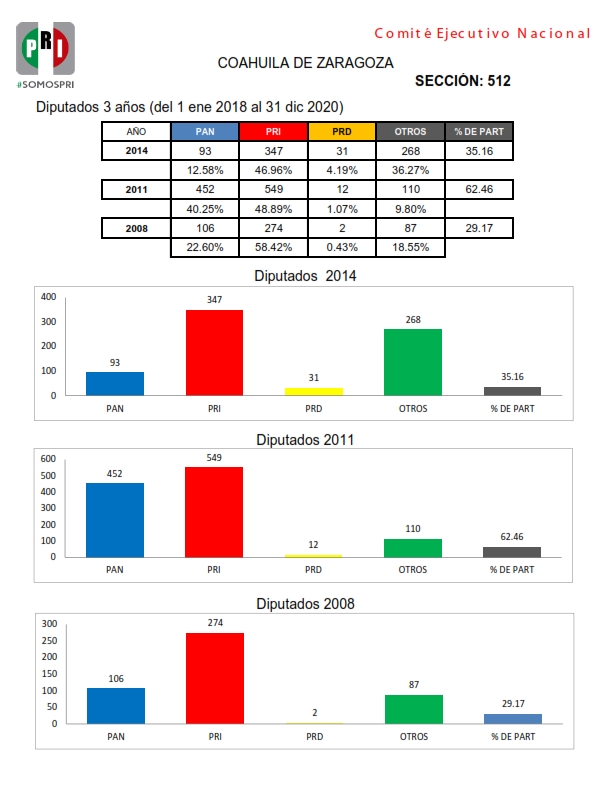 Comité Ejecutivo Nacional
PRI
#SOMOSPRI
COAHUILA DE ZARAGOZA
SECCIÓN: 512
Diputados 3 años (del 1 ene 2018 al 31 dic 2020)
AÑO PAN PRI PRD OTROS % DE PART
2014 93 347 31 268 35.16
12.58% 46.96% 4.19% 36.27%
2011 452 549 12 110 62.46
40.25% 48.89% 1.07% 9.80%
2008 106 274 2 87 29.17
22.60% 58.42% 0.43% 18.55%
Diputados 2014
400
300
200
100
0
93 347 31 268 35.16
PAN PRI PRD OTROS % DE PART
Diputados 2011
600
500
400
300
200
100
0
452 549 12 110 62.46
PAN PRI PRD OTROS % DE PART
Diputados 2008
300
250
200
150
100
50
0
106 274 2 87 29.17
PAN PRI PRD OTROS % DE PART